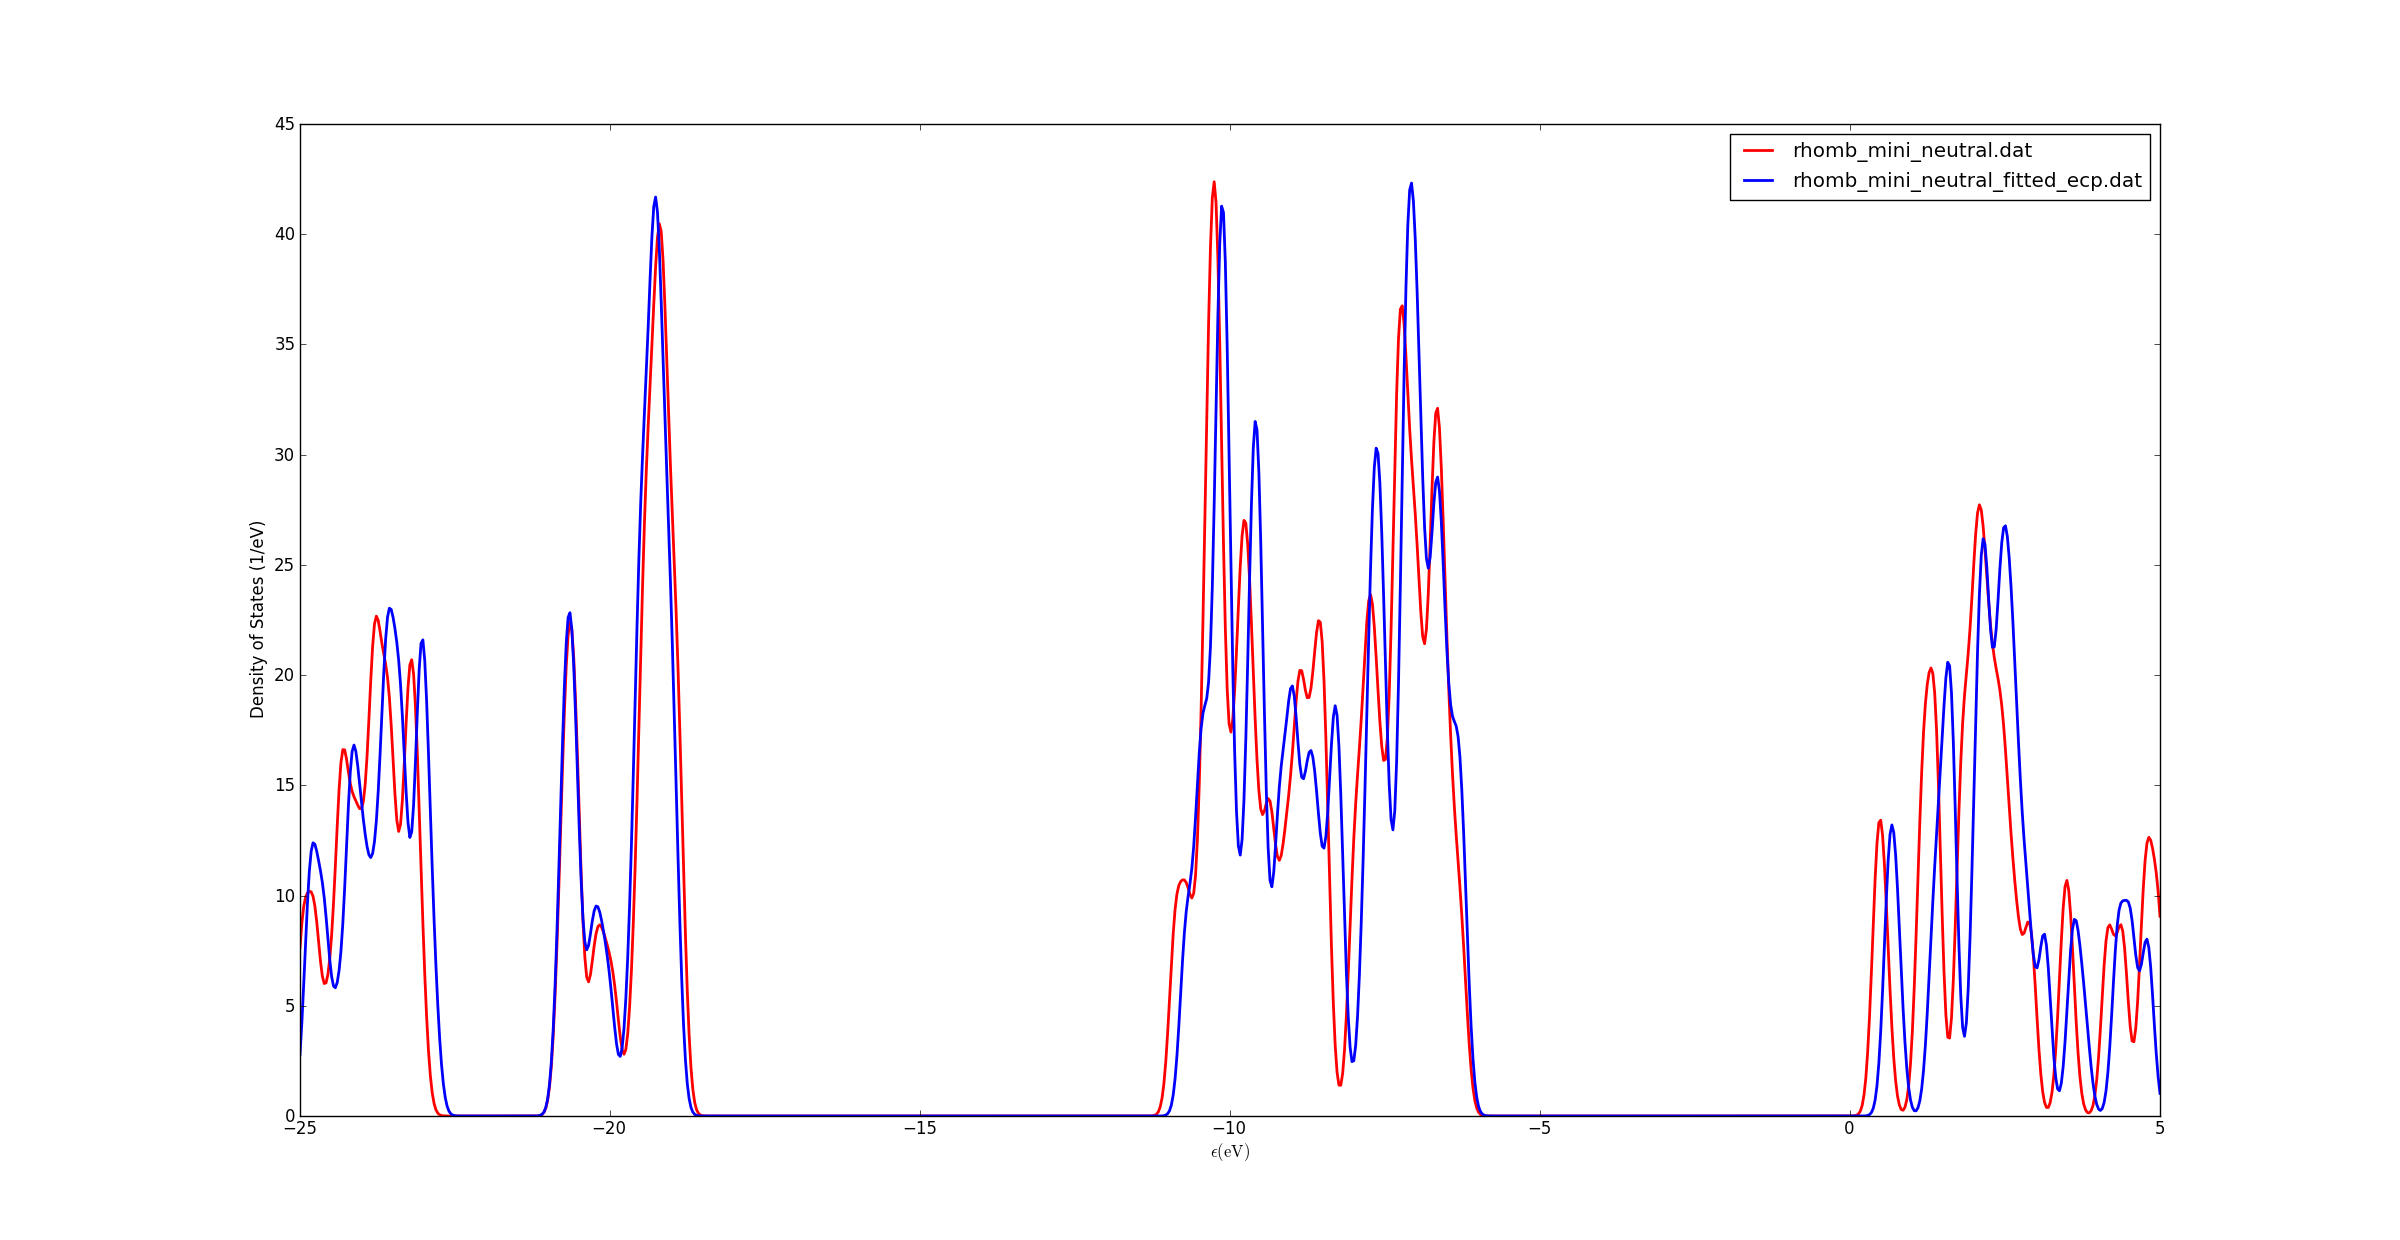 45
40
35
30
25
20
15
10
5
0
Density of States (1/eV)
rhomb_mini_neutral.dat
rhomb_mini_neutral_fitted_ecp.dat
−25 −20 −15 −10 −5 0 5
ϵ(eV)